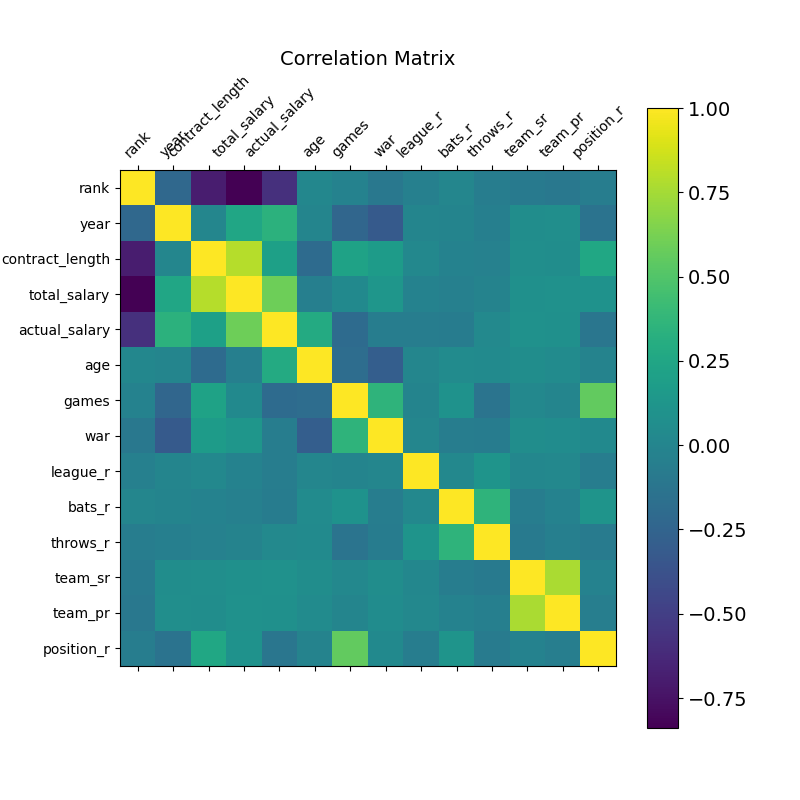 Correlation Matrix
rank
year
contract_length
total_salary
actual_salary
age
games
war
league_r
bats_r
throws_r
team_sr
team_pr
position_r
rank
year
contract_length
total_salary
actual_salary
age
games
war
league_r
bats_r
throws_r
team_sr
team_pr
position_r
1.00
0.75
0.50
0.25
0.00
−0.25
−0.50
−0.75